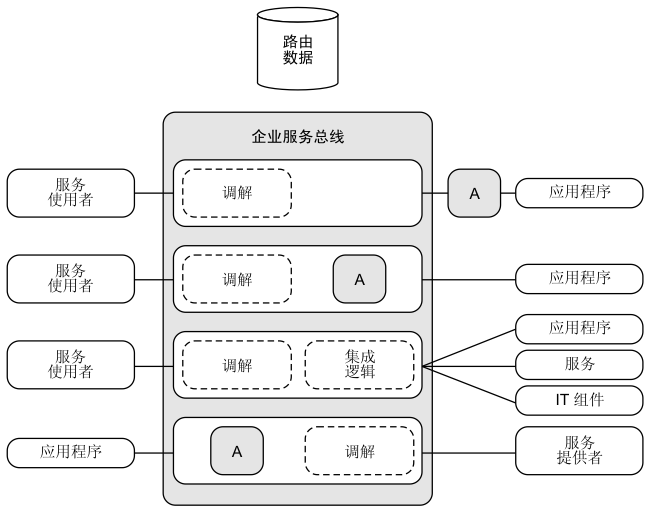 路由
数据
企业服务总线
服务
使用者
调解
A
应用程序
服务
使用者
调解
A
应用程序
服务
使用者
调解
集成
逻辑
应用程序
服务
IT 组件
应用程序
A
调解
服务
提供者